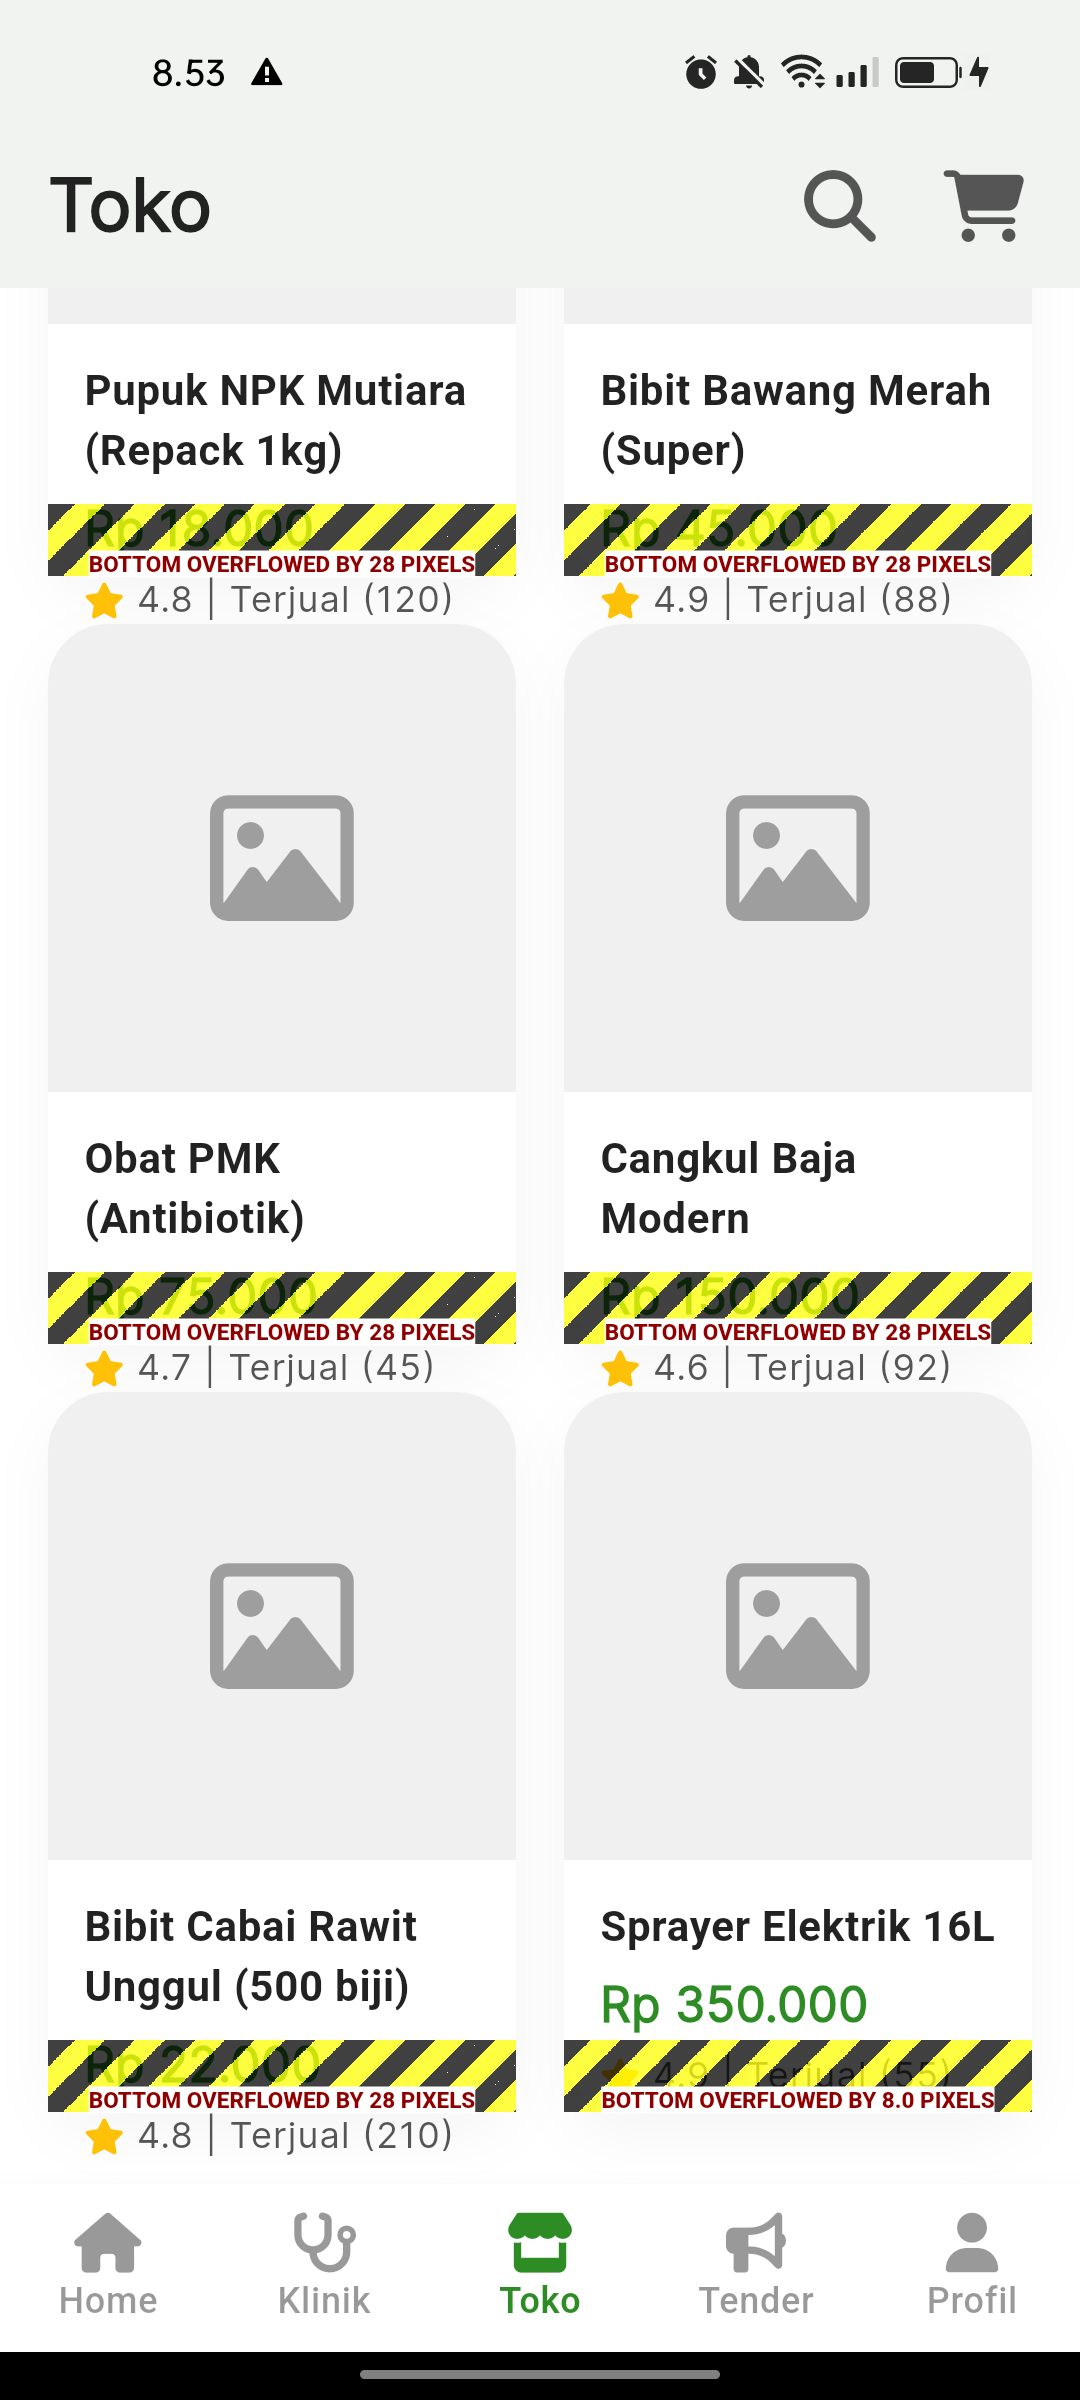 8.53
Toko
Pupuk NPK Mutiara
(Repack 1kg)
Rp 18.000
BOTTOM OVERFLOWED BY 28 PIXELS
4.8 | Terjual (120)
Bibit Bawang Merah
(Super)
Rp 45.000
BOTTOM OVERFLOWED BY 28 PIXELS
4.9 | Terjual (88)
Obat PMK
(Antibiotik)
Rp 75.000
BOTTOM OVERFLOWED BY 28 PIXELS
4.7 | Terjual (45)
Cangkul Baja
Modern
Rp 150.000
BOTTOM OVERFLOWED BY 28 PIXELS
4.6 | Terjual (92)
Bibit Cabai Rawit
Unggul (500 biji)
Rp 22.000
BOTTOM OVERFLOWED BY 28 PIXELS
4.8 | Terjual (210)
Sprayer Elektrik 16L
Rp 350.000
4.9 | Terjual (55)
BOTTOM OVERFLOWED BY 8.0 PIXELS
Home
Klinik
Toko
Tender
Profil